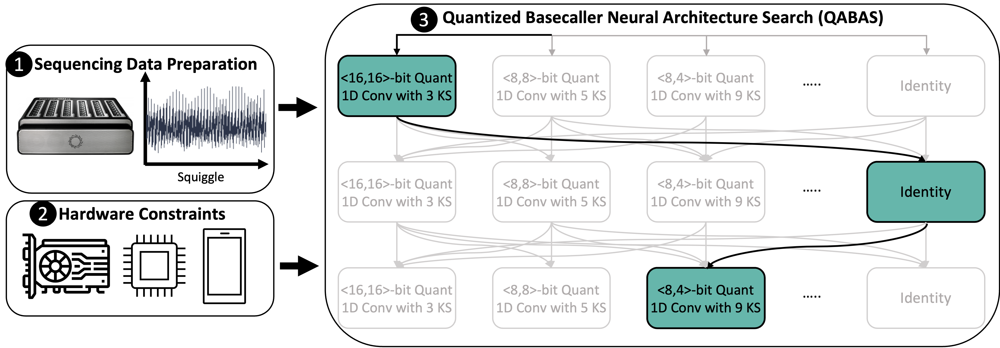 1 Sequencing Data Preparation
PromethION
Squiggle
2 Hardware Constraints
3 Quantized Basecaller Neural Architecture Search (QABAS)
<16,16>-bit Quant
1D Conv with 3 KS
<8,8>-bit Quant
1D Conv with 5 KS
<8,4>-bit Quant
1D Conv with 9 KS
.....
Identity
<16,16>-bit Quant
1D Conv with 3 KS
<8,8>-bit Quant
1D Conv with 5 KS
<8,4>-bit Quant
1D Conv with 9 KS
.....
Identity
<16,16>-bit Quant
1D Conv with 3 KS
<8,8>-bit Quant
1D Conv with 5 KS
<8,4>-bit Quant
1D Conv with 9 KS
.....
Identity